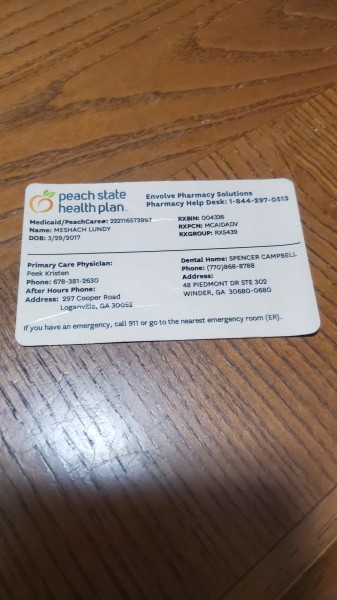 peach state
health plan
Envolve Pharmacy Solutions
Pharmacy Help Desk: 1-844-297-0513
Medicaid/PeachCare#: 222116573997
Name: MESHACH LUNDY
DOB: 3/29/2017
RXBIN: 004336
RXPCN: MCAIDADV
RXGROUP: RX5439
Primary Care Physician:
Peek Kristen
Phone: 678-381-2630
After Hours Phone:
Address: 297 Cooper Road
Loganville, GA 30052
Dental Home: SPENCER CAMPBELL
Phone: (770)868-8788
Address:
48 PIEDMONT DR STE 302
WINDER, GA 30680-0680
If you have an emergency, call 911 or go to the nearest emergency room (ER).